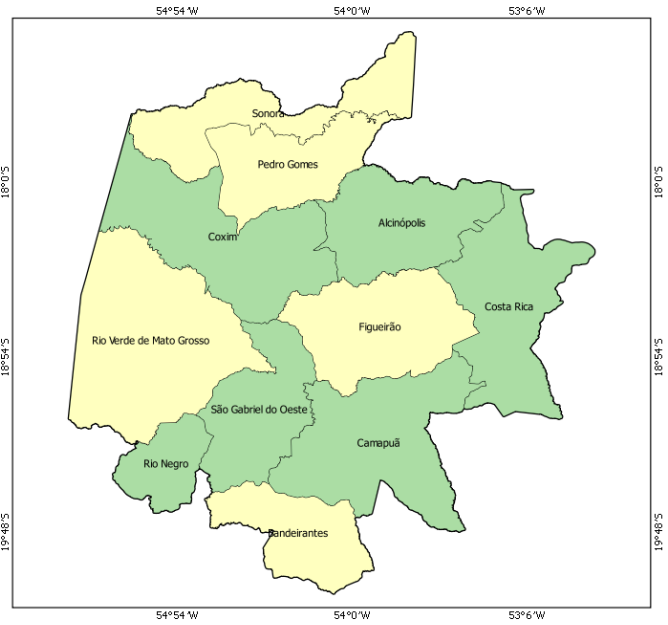 54°54´W 54°0´W 53°6´W
Sonora
Pedro Gomes
18°0´S 18°0´S
Alcinópolis
Coxim
Costa Rica
Figueirão
Rio Verde de Mato Grosso
18°54´S 18°54´S
São Gabriel do Oeste
Camapuã
Rio Negro
Bandeirantes
19°48´S 19°48´S
54°54´W 54°0´W 53°6´W